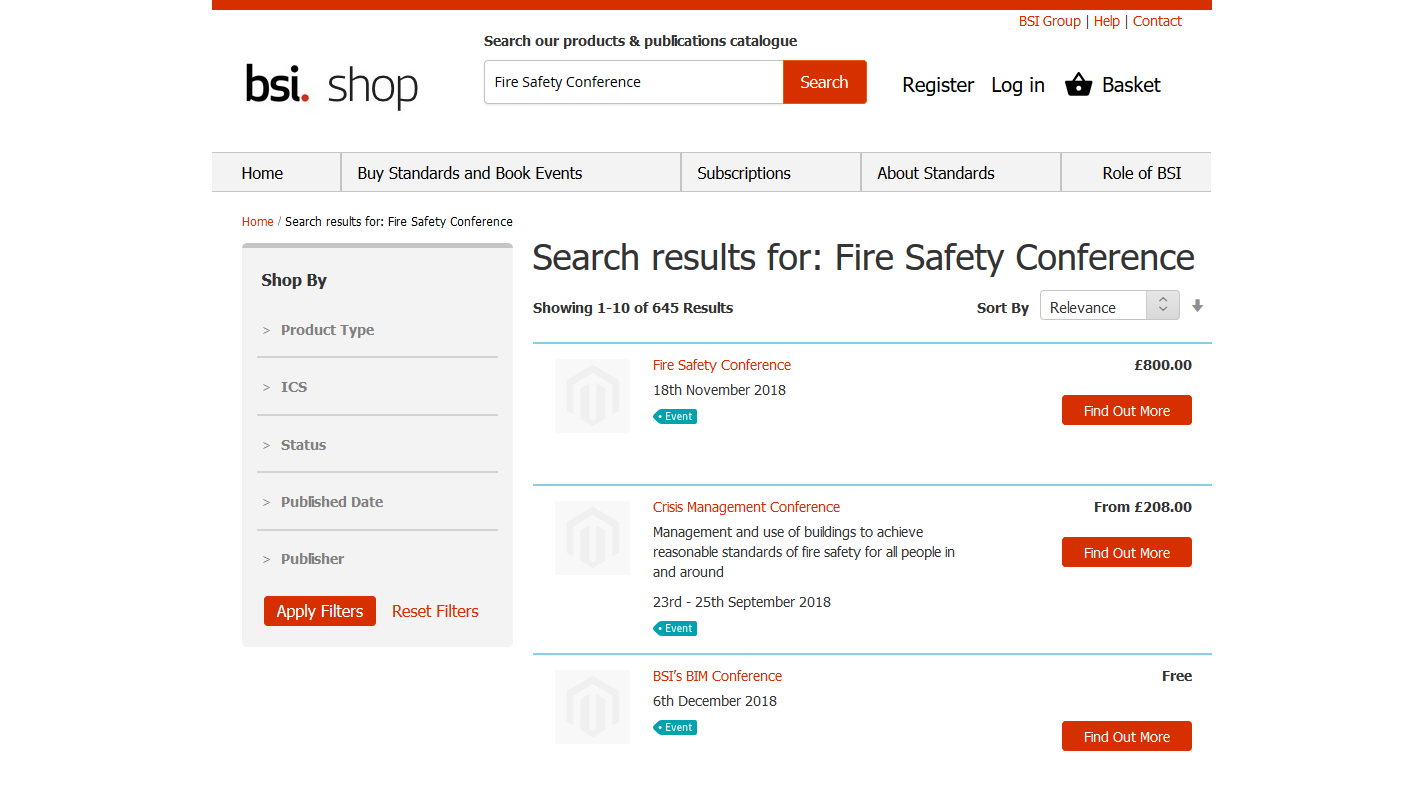 BSI Group | Help | Contact
Search our products & publications catalogue
bsi. shop
Fire Safety Conference
Search
Register
Log in
Basket
Home
Buy Standards and Book Events
Subscriptions
About Standards
Role of BSI
Home / Search results for: Fire Safety Conference
Shop By
> Product Type
> ICS
> Status
> Published Date
> Publisher
Apply Filters
Reset Filters
Search results for: Fire Safety Conference
Showing 1-10 of 645 Results
Sort By
Relevance
Fire Safety Conference
£800.00
18th November 2018
Event
Find Out More
Crisis Management Conference
From £208.00
Management and use of buildings to achieve
reasonable standards of fire safety for all people in
and around
23rd - 25th September 2018
Event
Find Out More
BSI's BIM Conference
Free
6th December 2018
Event
Find Out More